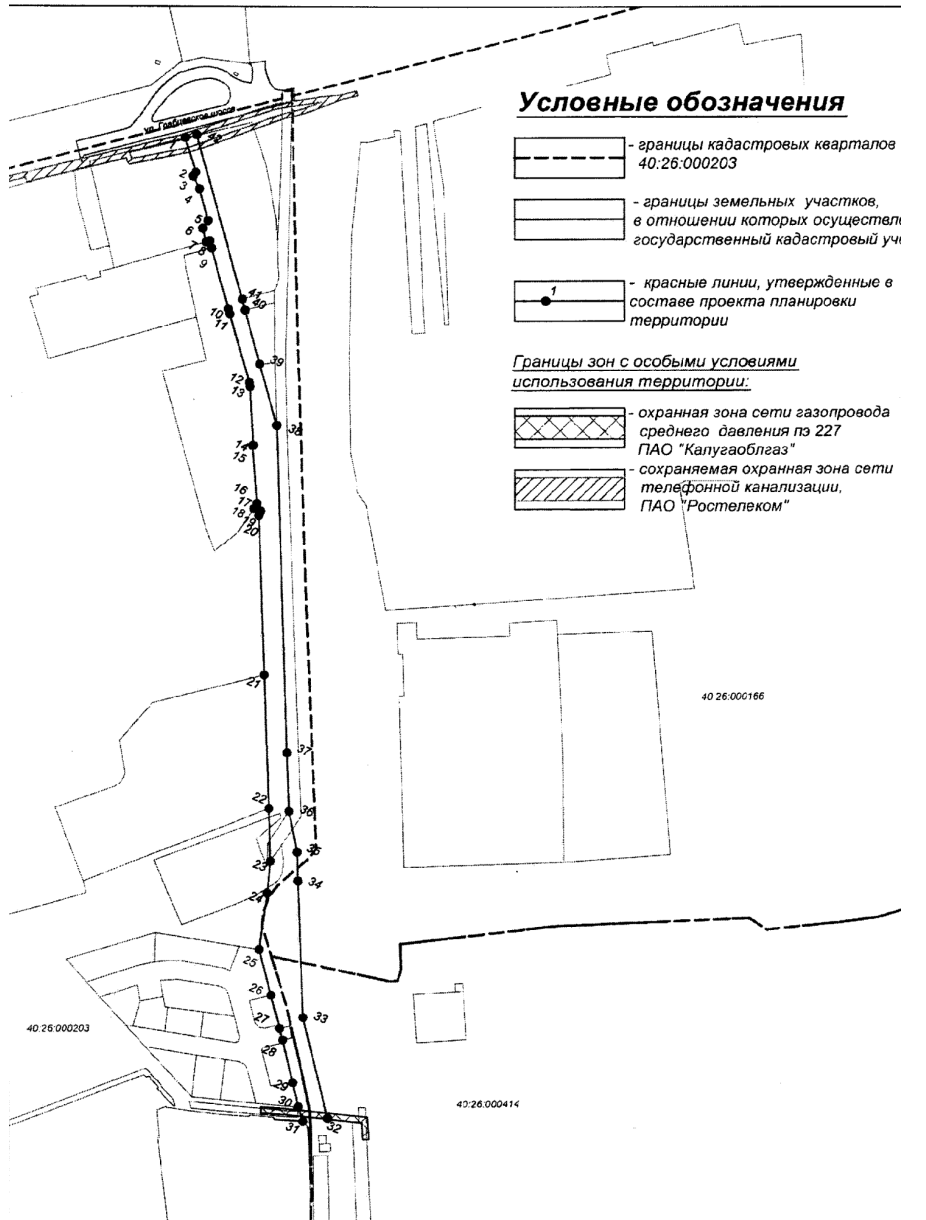 Условные обозначения
- границы кадастровых кварталов
40:26:000203
- границы земельных участков,
в отношении которых осуществл
государственный кадастровый уч
1
- красные линии, утвержденные в
составе проекта планировки
территории
Границы зон с особыми условиями
использования территории:
- охранная зона сети газопровода
среднего давления пэ 227
ПАО "Калугаоблгаз"
- сохраняемая охранная зона сети
телефонной канализации,
ПАО "Ростелеком"
ул. Грабцевское шоссе
1
2
3
4
5
6
7
8
9
41
40
10
11
39
12
13
38
14
15
16
17
18
19
20
21
40:26:000166
37
22
36
35
23
34
24
25
26
33
27
40:26:000203
28
29
40:26:000414
30
31
32